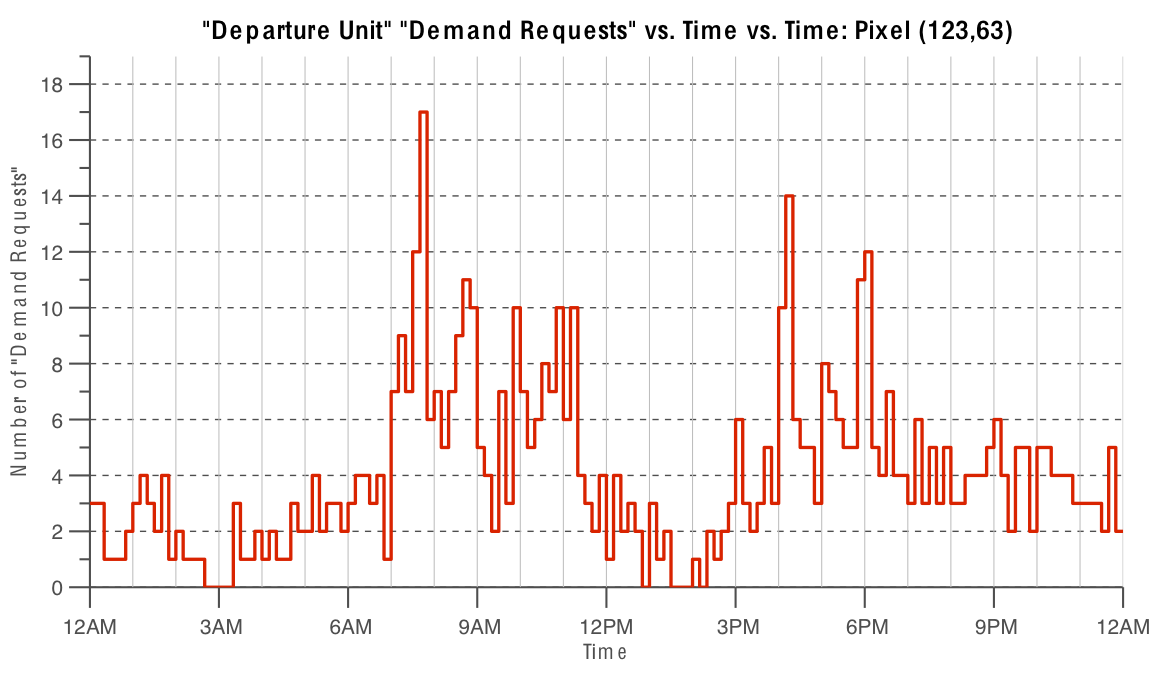 "Departure Unit" "Demand Requests" vs. Time vs. Time: Pixel (123,63)
Number of "Demand Requests"
18
16
14
12
10
8
6
4
2
0
12AM 3AM 6AM 9AM 12PM 3PM 6PM 9PM 12AM
Time